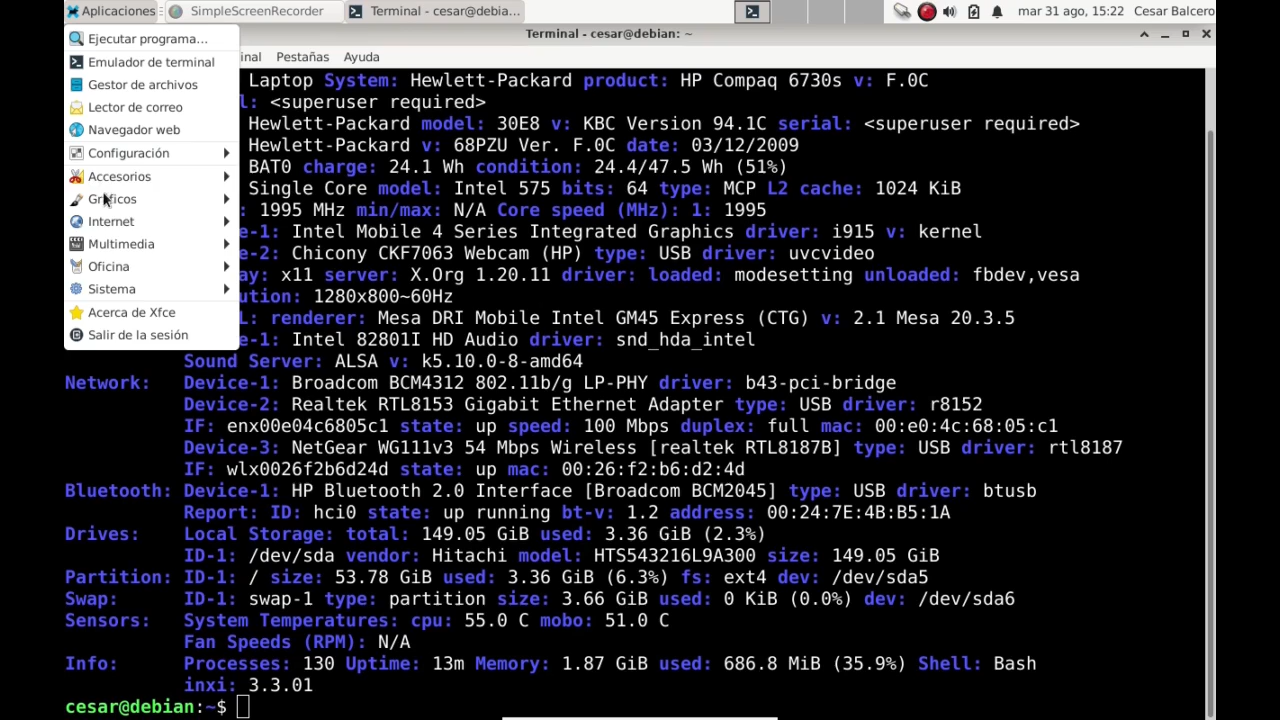 Aplicaciones SimpleScreenRecorder Terminal - cesar@debia... mar 31 ago, 15:22 Cesar Balcero
Terminal - cesar@debian: ~
Pestañas Ayuda
Ejecutar programa...
Emulador de terminal
Gestor de archivos
Lector de correo
Navegador web
Configuración
Accesorios
Gráficos
Internet
Multimedia
Oficina
Sistema
Acerca de Xfce
Salir de la sesión
Laptop System: Hewlett-Packard product: HP Compaq 6730s v: F.0C
<superuser required>
Hewlett-Packard model: 30E8 v: KBC Version 94.1C serial: <superuser required>
Hewlett-Packard v: 68PZU Ver. F.0C date: 03/12/2009
BAT0 charge: 24.1 Wh condition: 24.4/47.5 Wh (51%)
Single Core model: Intel 575 bits: 64 type: MCP L2 cache: 1024 KiB
1995 MHz min/max: N/A Core speed (MHz): 1: 1995
Intel Mobile 4 Series Integrated Graphics driver: i915 v: kernel
Chicony CKF7063 Webcam (HP) type: USB driver: uvcvideo
x11 server: X.Org 1.20.11 driver: loaded: modesetting unloaded: fbdev,vesa
1280x800~60Hz
renderer: Mesa DRI Mobile Intel GM45 Express (CTG) v: 2.1 Mesa 20.3.5
Intel 82801I HD Audio driver: snd_hda_intel
Sound Server: ALSA v: k5.10.0-8-amd64
Network: Device-1: Broadcom BCM4312 802.11b/g LP-PHY driver: b43-pci-bridge
Device-2: Realtek RTL8153 Gigabit Ethernet Adapter type: USB driver: r8152
IF: enx00e04c6805c1 state: up speed: 100 Mbps duplex: full mac: 00:e0:4c:68:05:c1
Device-3: NetGear WG111v3 54 Mbps Wireless [realtek RTL8187B] type: USB driver: rtl8187
IF: wlx0026f2b6d24d state: up mac: 00:26:f2:b6:d2:4d
Bluetooth: Device-1: HP Bluetooth 2.0 Interface [Broadcom BCM2045] type: USB driver: btusb
Report: ID: hci0 state: up running bt-v: 1.2 address: 00:24:7E:4B:B5:1A
Drives: Local Storage: total: 149.05 GiB used: 3.36 GiB (2.3%)
ID-1: /dev/sda vendor: Hitachi model: HTS543216L9A300 size: 149.05 GiB
Partition: ID-1: / size: 53.78 GiB used: 3.36 GiB (6.3%) fs: ext4 dev: /dev/sda5
Swap: ID-1: swap-1 type: partition size: 3.66 GiB used: 0 KiB (0.0%) dev: /dev/sda6
Sensors: System Temperatures: cpu: 55.0 C mobo: 51.0 C
Fan Speeds (RPM): N/A
Info: Processes: 130 Uptime: 13m Memory: 1.87 GiB used: 686.8 MiB (35.9%) Shell: Bash
inxi: 3.3.01
cesar@debian:~$